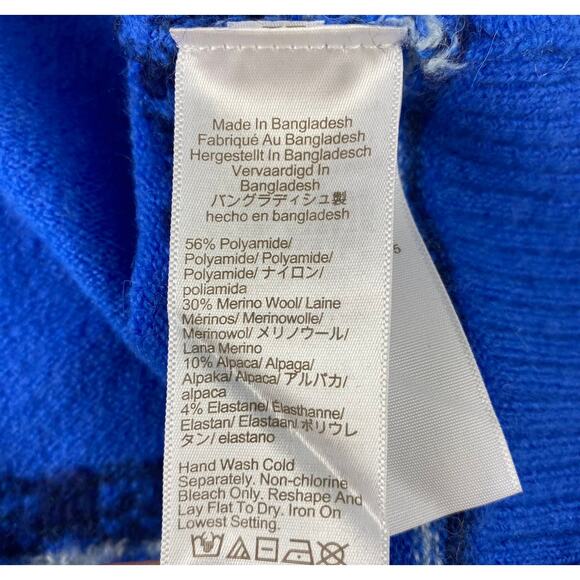 Made In Bangladesh
Fabriqué Au Bangladesh
Hergestellt In Bangladesch
Vervaardigd In
Bangladesh
バングラディシュ製
hecho en bangladesh
56% Polyamide/
Polyamide/ Polyamide/
Polyamide/ ナイロン/
poliamida
30% Merino Wool/ Laine
Mérinos/ Merinowolle/
Merinowol/ メリノウール/
Lana Merino
10% Alpaca/ Alpaga/
Alpaka/ Alpaca/ アルパカ/
alpaca
4% Elastane/ Élasthanne/
Elastan/ Elastaan/ ポリウレ
タン/ elastano
Hand Wash Cold
Separately. Non-chlorine
Bleach Only. Reshape And
Lay Flat To Dry. Iron On
Lowest Setting.